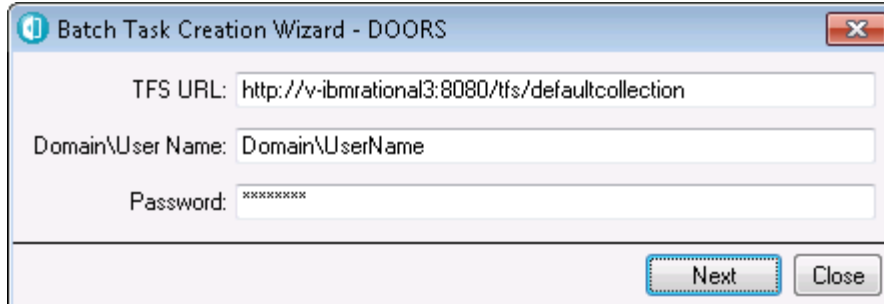 Batch Task Creation Wizard - DOORS
TFS URL: http://v-ibmrational3:8080/tfs/defaultcollection
Domain\User Name: Domain\UserName
Password: ********
Next Close